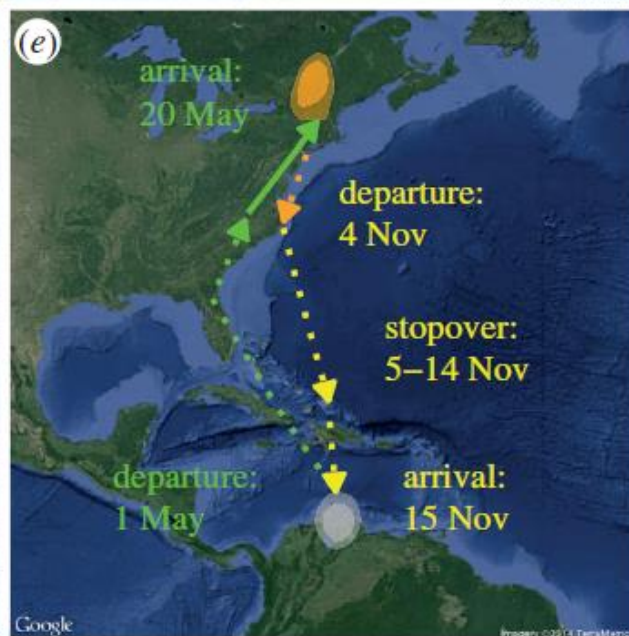 (e)
arrival:
20 May
departure:
4 Nov
stopover:
5–14 Nov
departure:
1 May
arrival:
15 Nov
Google